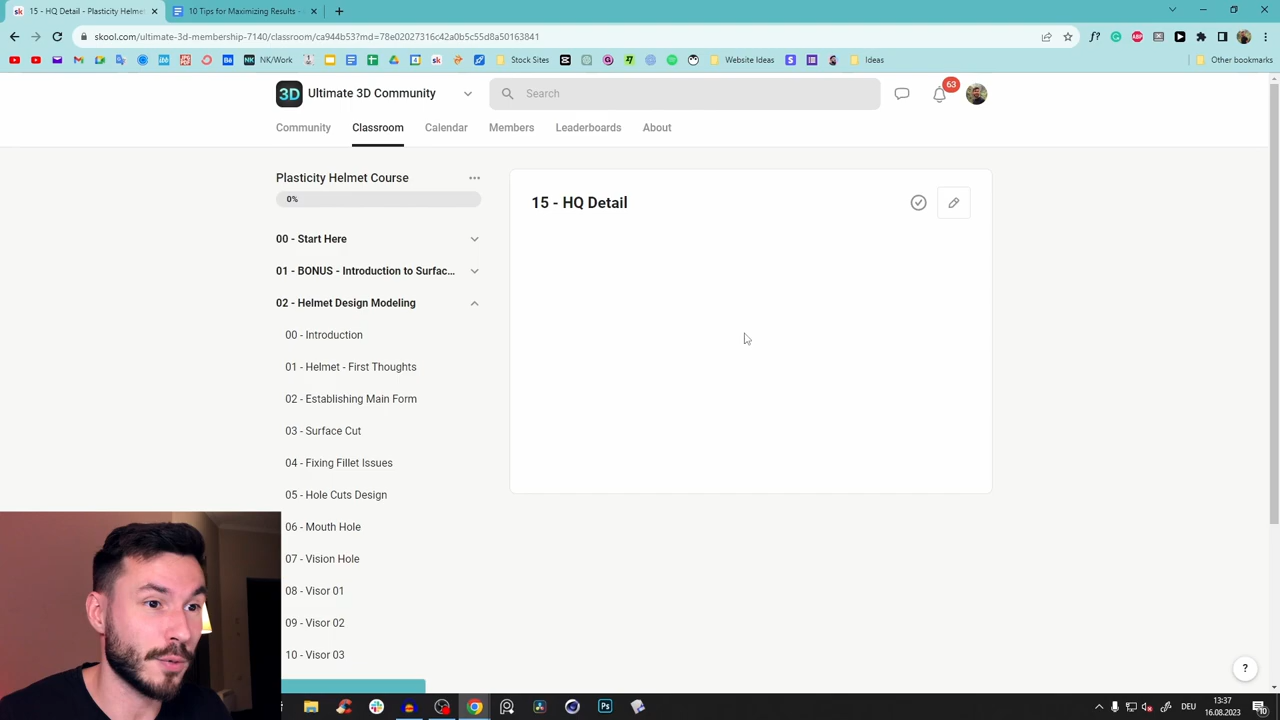 15 - HQ Detail - Plasticity Helme
10 Tips for Maximizing Results -
skool.com/ultimate-3d-membership-7140/classroom/ca944b53?md=78e02027316c42a0b5c55d8a50163841
NK/Work
Stock Sites
Website Ideas
Ideas
Other bookmarks
3D
Ultimate 3D Community
Search
63
Community
Classroom
Calendar
Members
Leaderboards
About
Plasticity Helmet Course
0%
15 - HQ Detail
00 - Start Here
01 - BONUS - Introduction to Surfac...
02 - Helmet Design Modeling
00 - Introduction
01 - Helmet - First Thoughts
02 - Establishing Main Form
03 - Surface Cut
04 - Fixing Fillet Issues
05 - Hole Cuts Design
06 - Mouth Hole
07 - Vision Hole
08 - Visor 01
09 - Visor 02
10 - Visor 03
?
Ps
DEU
13:37
16.08.2023